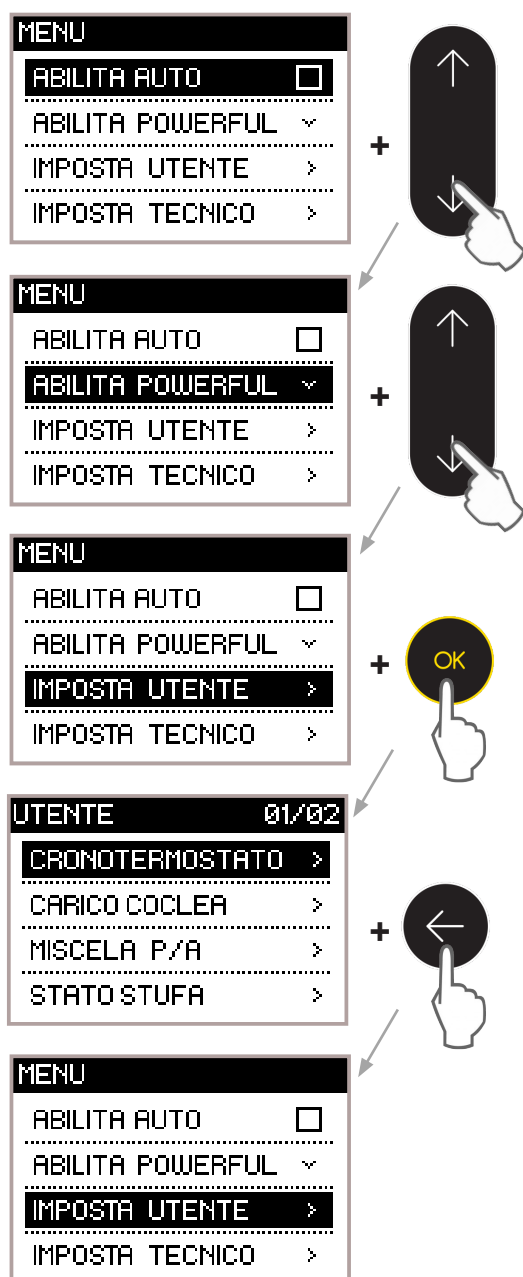 MENU
ABILITA AUTO
ABILITA POWERFUL
IMPOSTA UTENTE >
IMPOSTA TECNICO >
+
MENU
ABILITA AUTO
ABILITA POWERFUL
IMPOSTA UTENTE >
IMPOSTA TECNICO >
+
MENU
ABILITA AUTO
ABILITA POWERFUL
IMPOSTA UTENTE >
IMPOSTA TECNICO >
+ OK
UTENTE 01/02
CRONOTERMOSTATO >
CARICO COCLEA >
MISCELA P/A >
STATO STUFA >
+
MENU
ABILITA AUTO
ABILITA POWERFUL
IMPOSTA UTENTE >
IMPOSTA TECNICO >